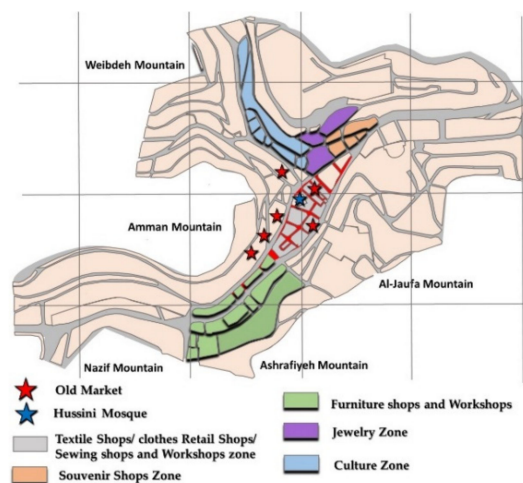 Weibdeh Mountain
Amman Mountain
Al-Jaufa Mountain
Nazif Mountain
Ashrafiyeh Mountain
Old Market
Hussini Mosque
Textile Shops/ clothes Retail Shops/
Sewing shops and Workshops zone
Souvenir Shops Zone
Furniture shops and Workshops
Jewelry Zone
Culture Zone